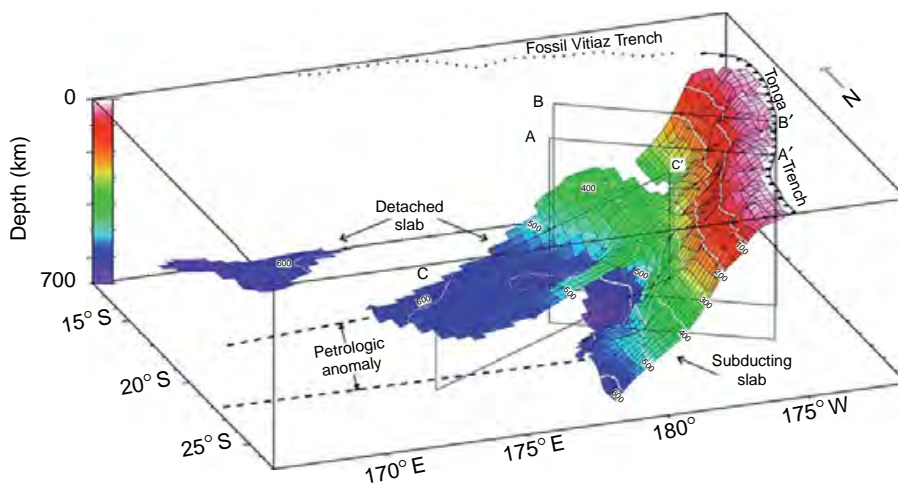 Fossil Vitiaz Trench
N
0
Tonga
B
B'
A
A'
Trench
C'
Depth (km)
400
Detached
slab
500
600
C
100
700
600
500
500
200
300
15° S
400
Petrologic
anomaly
20° S
500
Subducting
slab
600
25° S
175° W
180°
175° E
170° E